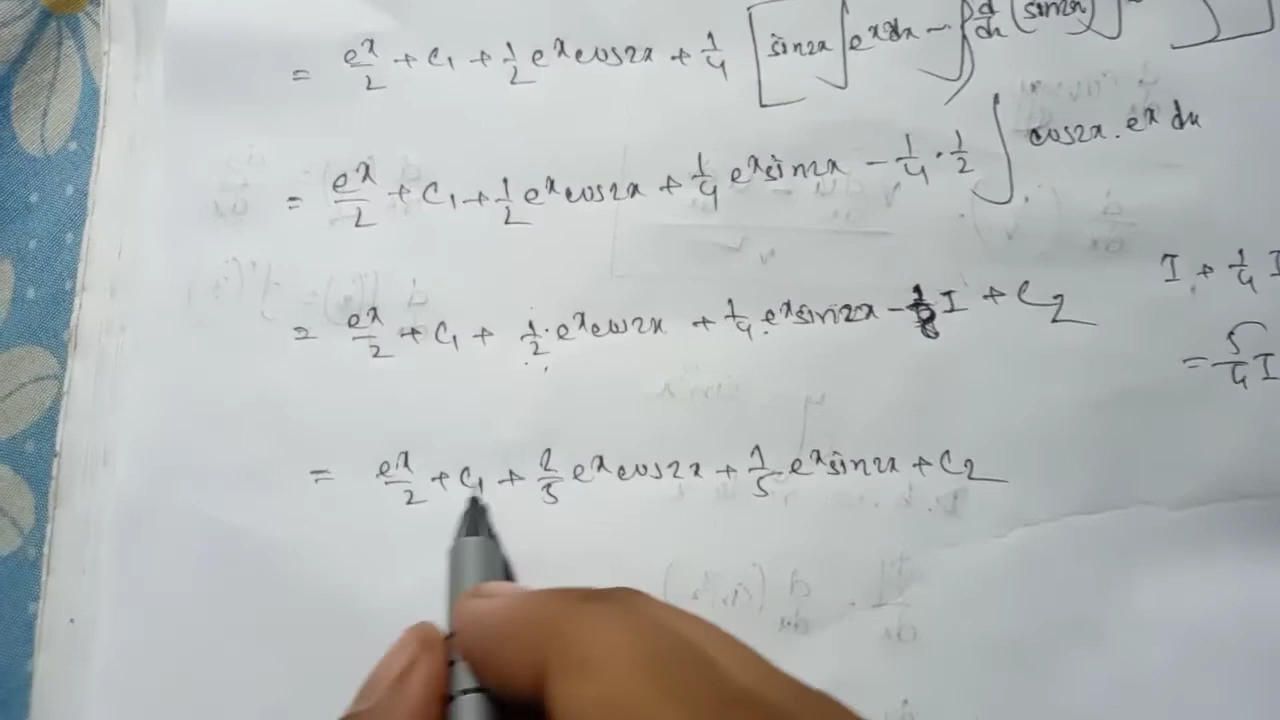 = e^x/2 + C₁ + 1/2 e^x cos2x + 1/4 [sin2x ∫e^x dx − ∫ d/dx (sin2x) ∫
= e^x/2 + C₁ + 1/2 e^x cos2x + 1/4 e^x sin2x − 1/4 · 1/2 ∫ cos2x . e^x dx
I + 1/4 I
= e^x/2 + C₁ + 1/2 . e^x cos2x + 1/4 e^x sin2x − 1/8 I + C₂
= 5/4 I
= e^x/2 + C₁ + 2/5 e^x cos2x + 1/5 e^x sin2x + C₂